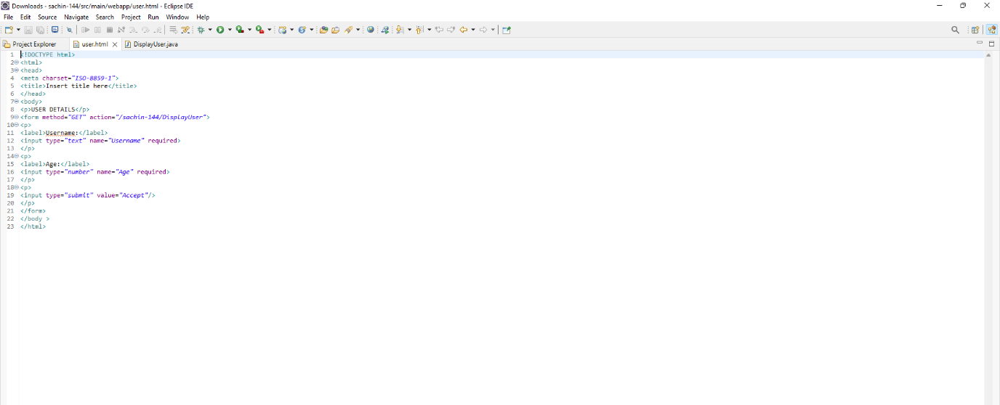 Downloads - sachin-144/src/main/webapp/user.html - Eclipse IDE
File Edit Source Navigate Search Project Run Window Help
Project Explorer user.html DisplayUser.java
1 <!DOCTYPE html>
2 <html>
3 <head>
4 <meta charset="ISO-8859-1">
5 <title>Insert title here</title>
6 </head>
7 <body>
8 <p>USER DETAILS</p>
9 <form method="GET" action="/sachin-144/DisplayUser">
10 <p>
11 <label>Username:</label>
12 <input type="text" name="Username" required>
13 </p>
14 <p>
15 <label>Age:</label>
16 <input type="number" name="Age" required>
17 </p>
18 <p>
19 <input type="submit" value="Accept"/>
20 </p>
21 </form>
22 </body >
23 </html>